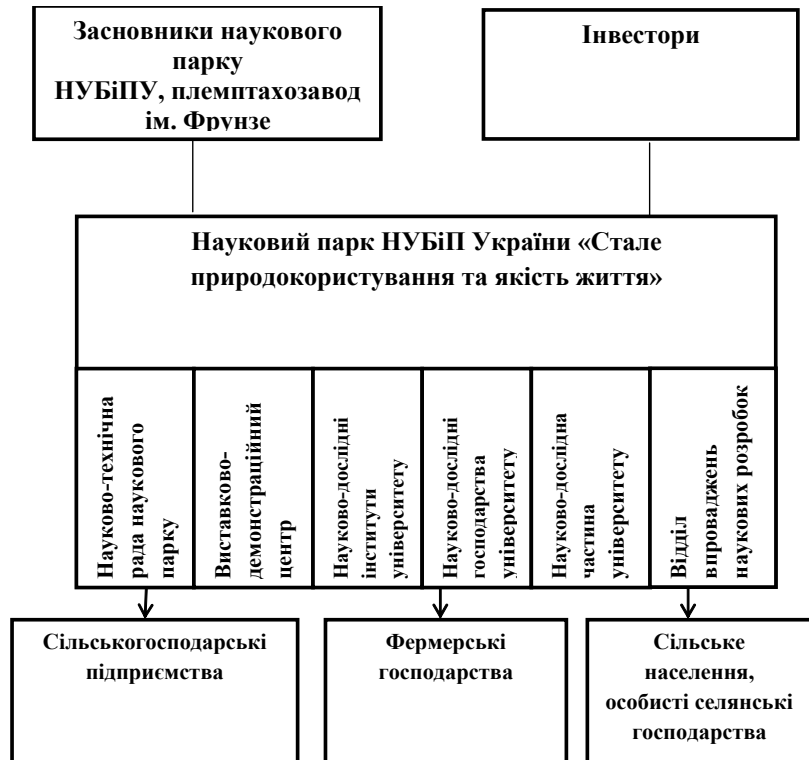 Засновники наукового
парку
НУБіПУ, племптахозавод
ім. Фрунзе
Інвестори
Науковий парк НУБіП України «Стале
природокористування та якість життя»
Науково-технічна
рада наукового
парку
Виставково-
демонстраційний
центр
Науково-дослідні
інститути
університету
Науково-дослідні
господарства
університету
Науково-дослідна
частина
університету
Відділ
впроваджень
наукових розробок
Сільськогосподарські
підприємства
Фермерські
господарства
Сільське
населення,
особисті селянські
господарства